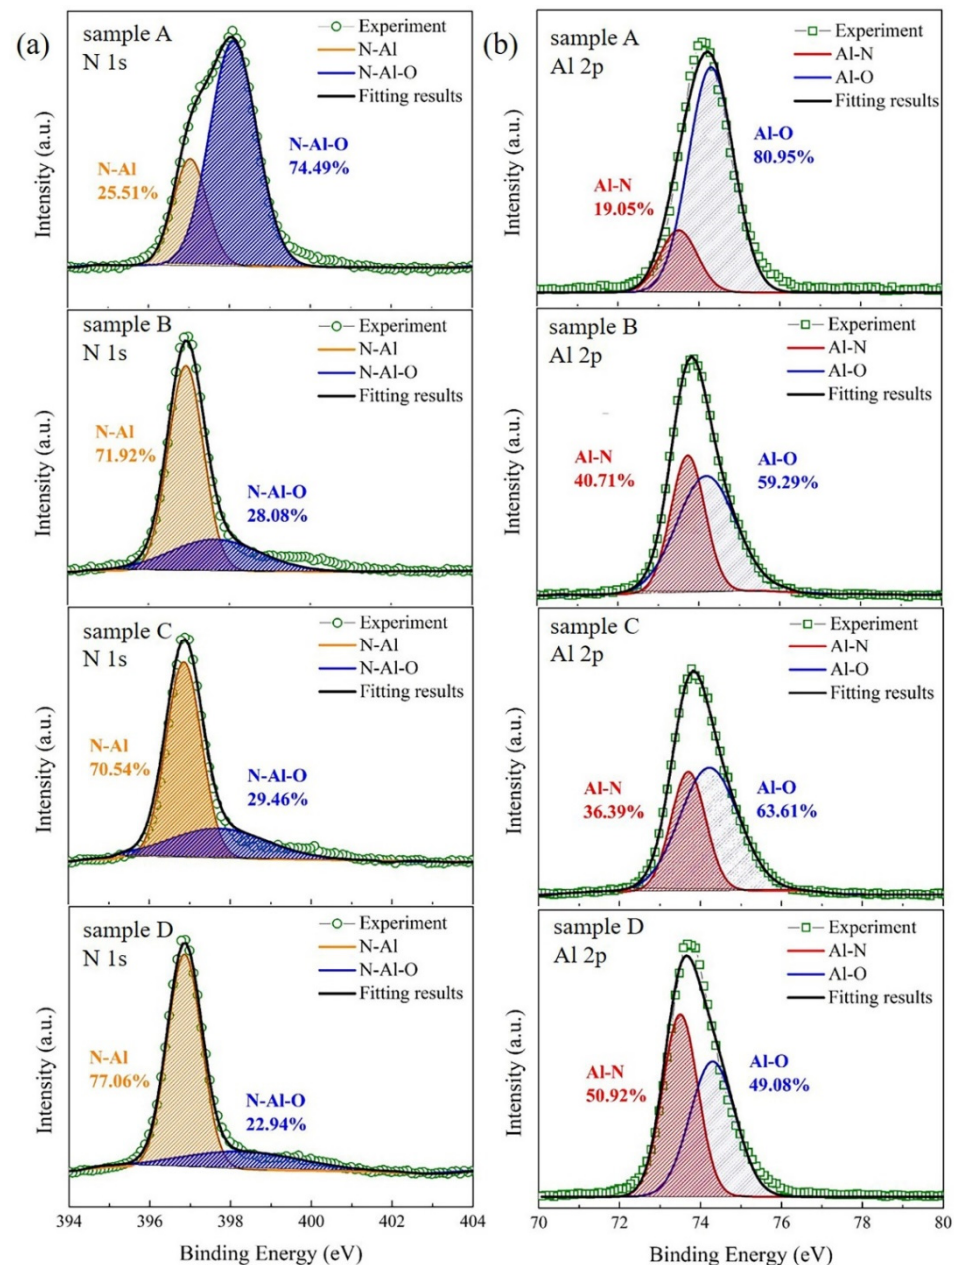 (a)
sample A
N 1s
Experiment
N-Al
N-Al-O
Fitting results
N-Al
25.51%
N-Al-O
74.49%
Intensity (a.u.)
sample B
N 1s
Experiment
N-Al
N-Al-O
Fitting results
N-Al
71.92%
N-Al-O
28.08%
Intensity (a.u.)
sample C
N 1s
Experiment
N-Al
N-Al-O
Fitting results
N-Al
70.54%
N-Al-O
29.46%
Intensity (a.u.)
sample D
N 1s
Experiment
N-Al
N-Al-O
Fitting results
N-Al
77.06%
N-Al-O
22.94%
Intensity (a.u.)
394 396 398 400 402 404
Binding Energy (eV)
(b)
sample A
Al 2p
Experiment
Al-N
Al-O
Fitting results
Al-O
80.95%
Al-N
19.05%
Intensity (a.u.)
sample B
Al 2p
Experiment
Al-N
Al-O
Fitting results
Al-N
40.71%
Al-O
59.29%
Intensity (a.u.)
sample C
Al 2p
Experiment
Al-N
Al-O
Fitting results
Al-N
36.39%
Al-O
63.61%
Intensity (a.u.)
sample D
Al 2p
Experiment
Al-N
Al-O
Fitting results
Al-N
50.92%
Al-O
49.08%
Intensity (a.u.)
70 72 74 76 78 80
Binding Energy (eV)